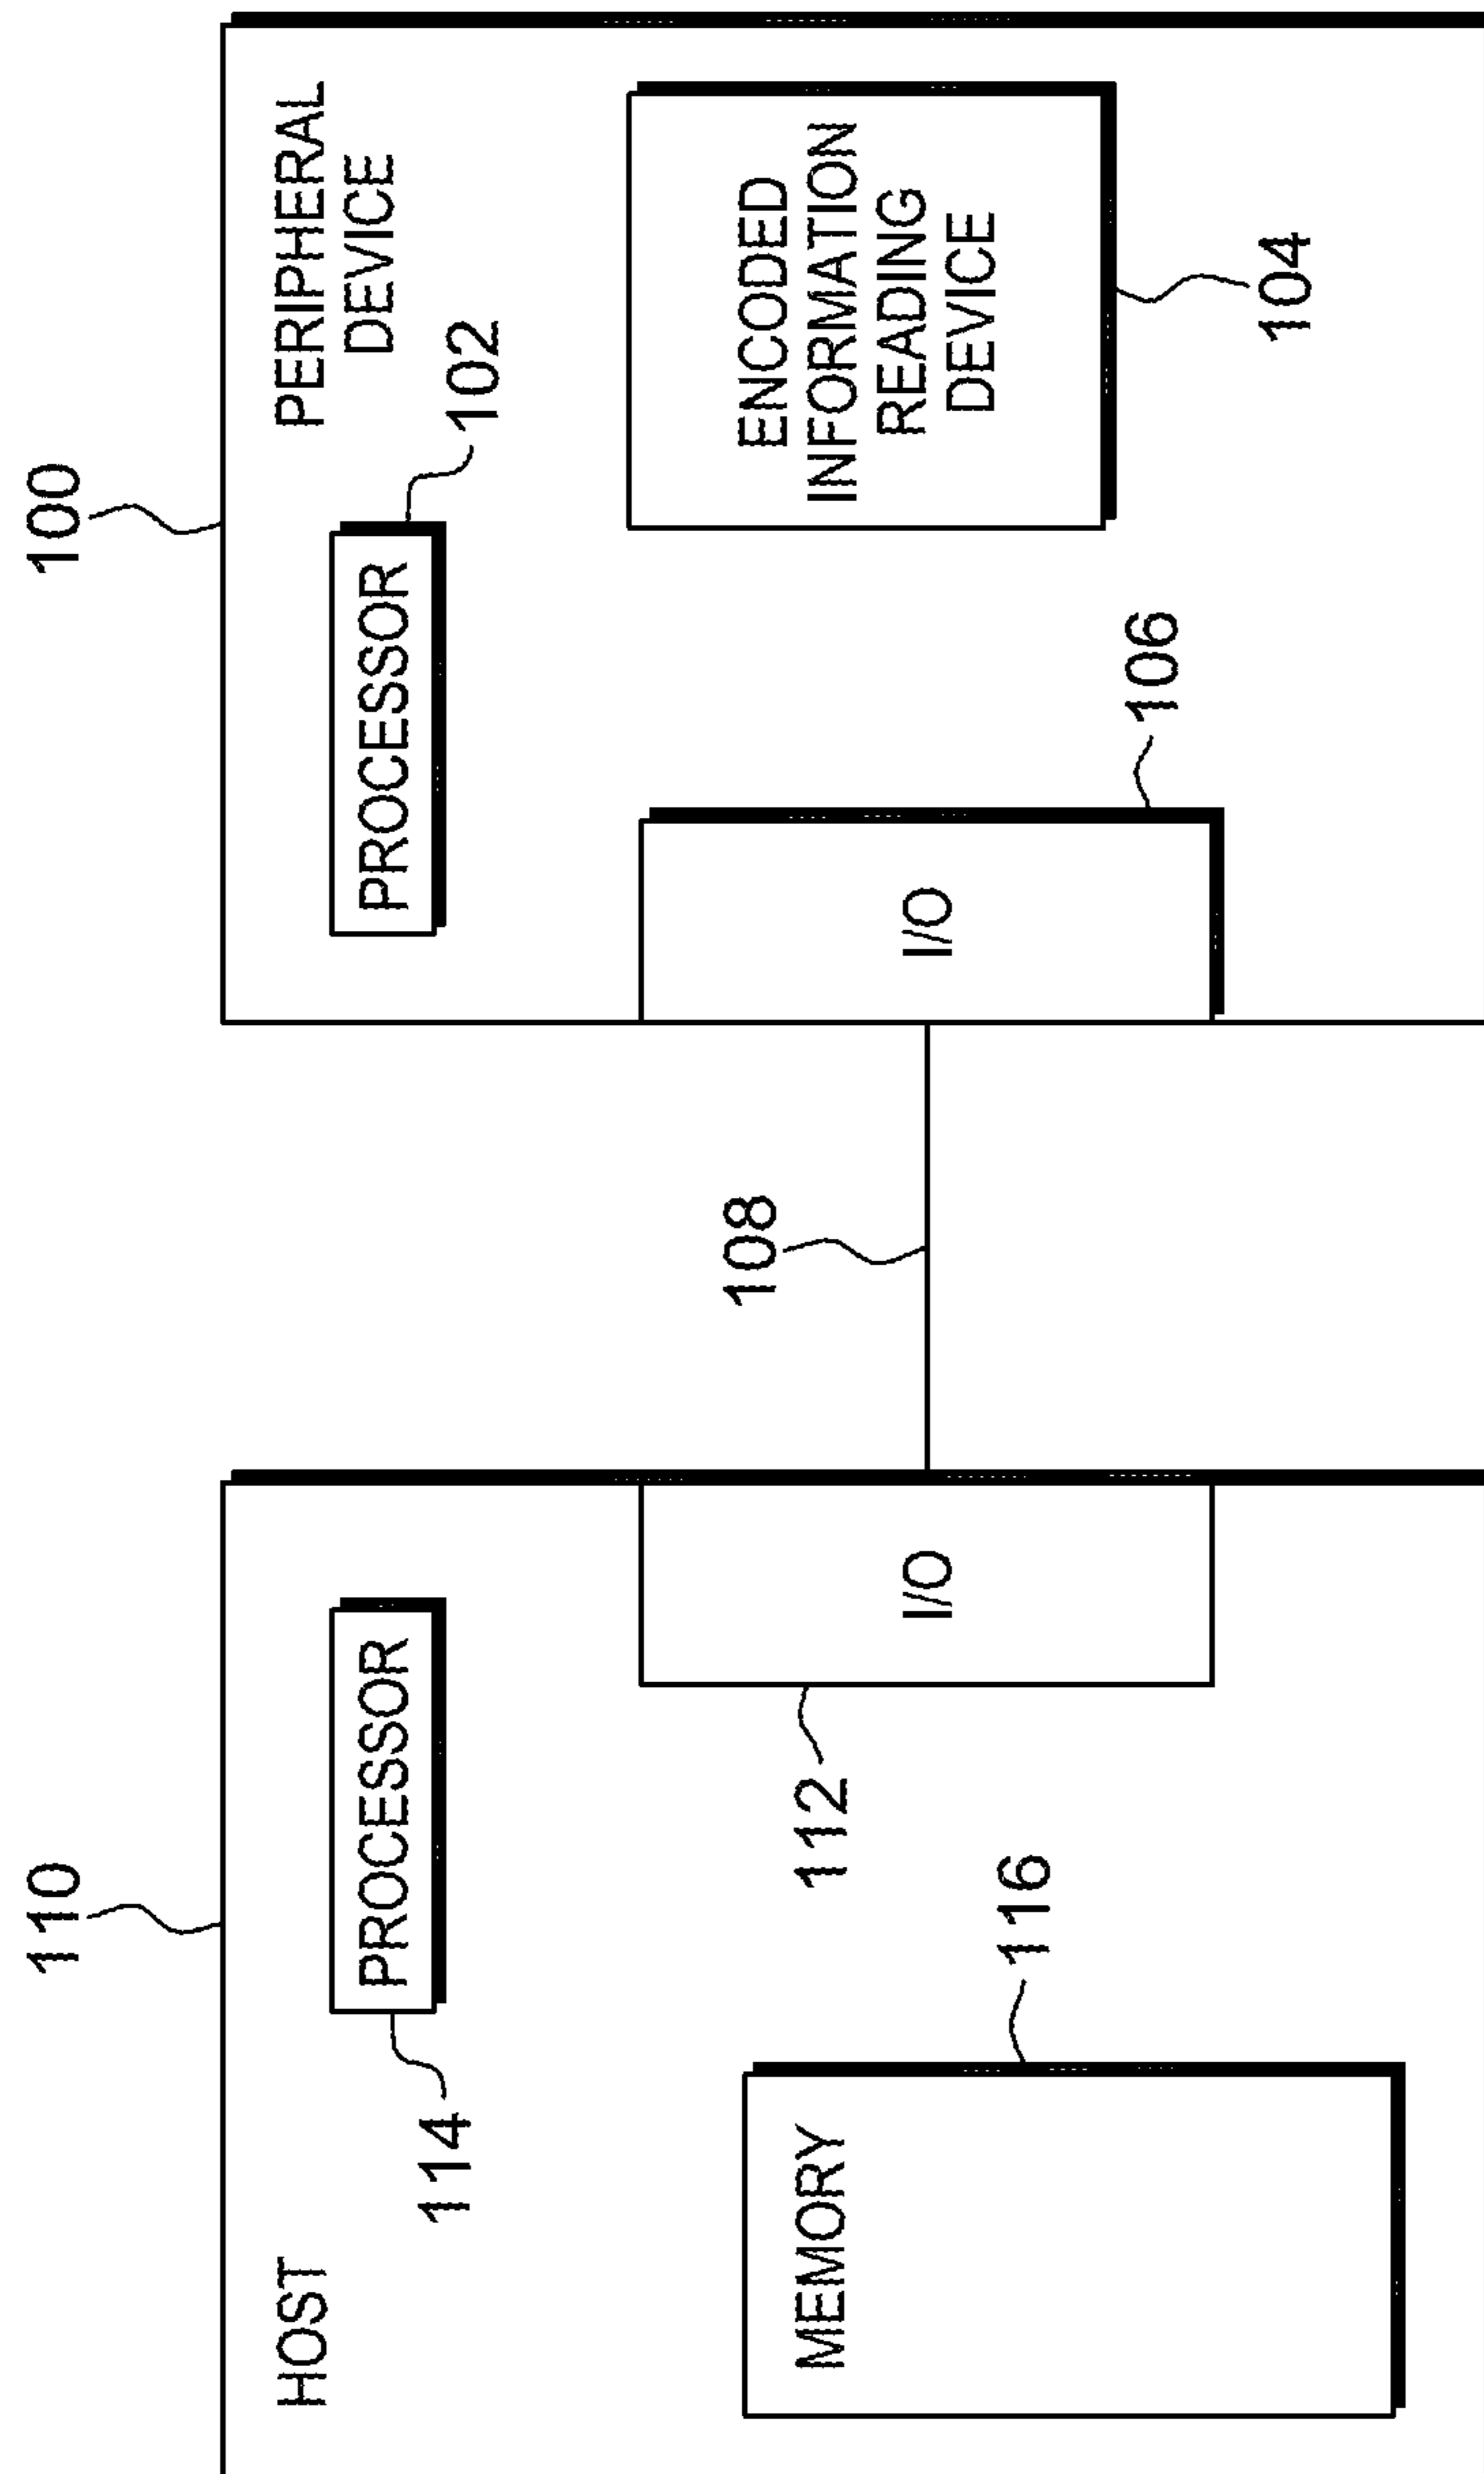 110
HOST
PROCESSOR
114
I/O
112
MEMORY
116
108
100
PERIPHERAL
DEVICE
PROCESSOR
102
ENCODED
INFORMATION
READING
DEVICE
104
I/O
106